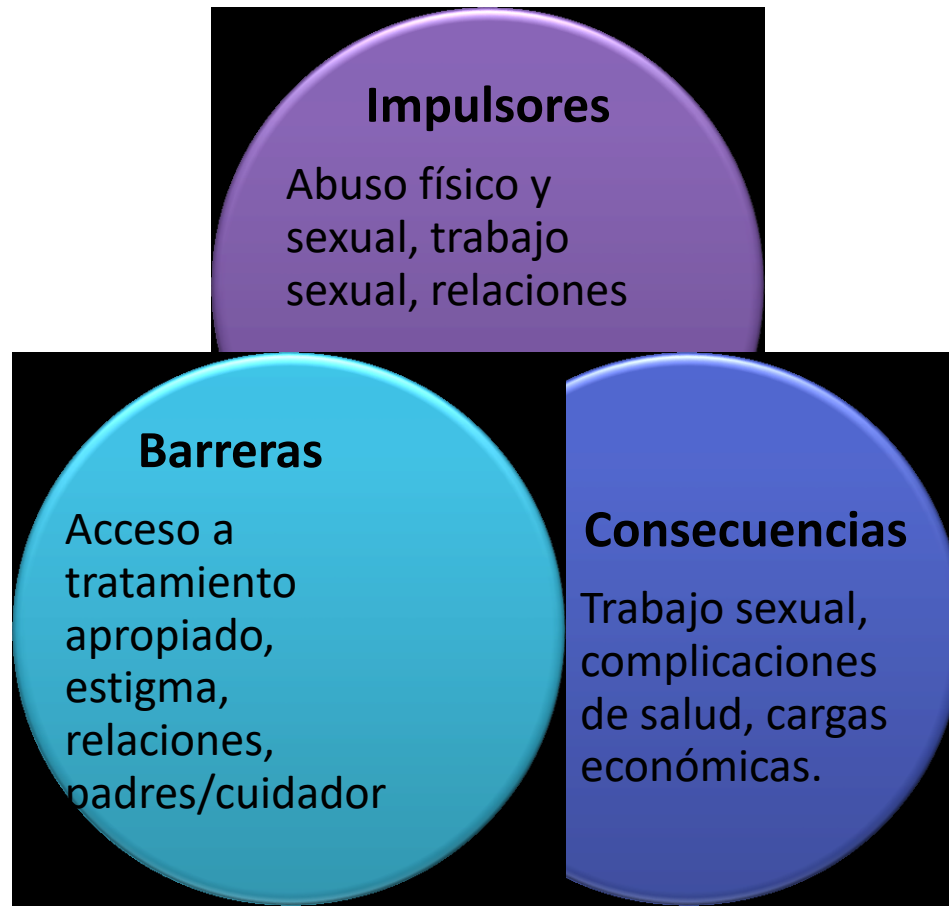 Impulsores
Abuso físico y
sexual, trabajo
sexual, relaciones
Barreras
Acceso a
tratamiento
apropiado,
estigma,
relaciones,
padres/cuidador
Consecuencias
Trabajo sexual,
complicaciones
de salud, cargas
económicas.